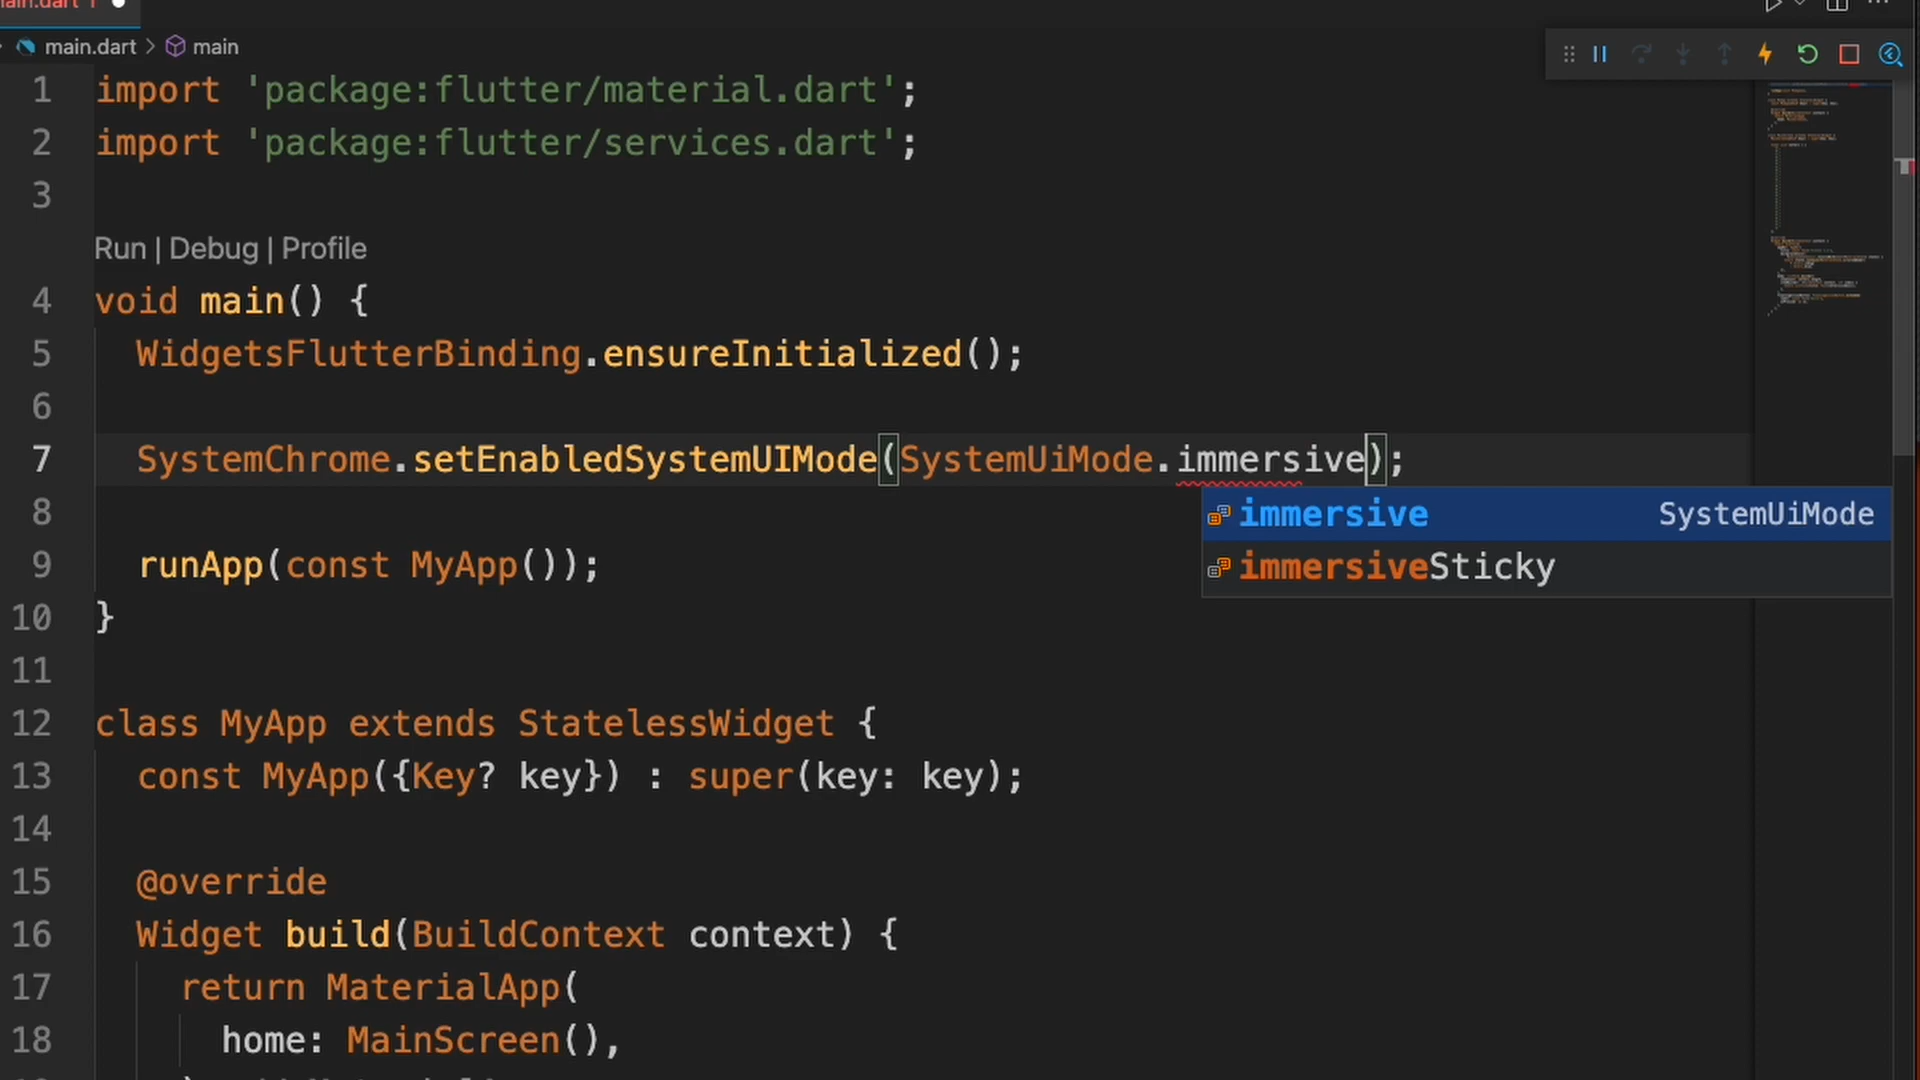 main.dart 1
main.dart > main
1 import 'package:flutter/material.dart';
2 import 'package:flutter/services.dart';
3
Run | Debug | Profile
4 void main() {
5 WidgetsFlutterBinding.ensureInitialized();
6
7 SystemChrome.setEnabledSystemUIMode(SystemUiMode.immersive);
immersive SystemUiMode
8
9 runApp(const MyApp());
immersiveSticky
10 }
11
12 class MyApp extends StatelessWidget {
13 const MyApp({Key? key}) : super(key: key);
14
15 @override
16 Widget build(BuildContext context) {
17 return MaterialApp(
18 home: MainScreen(),